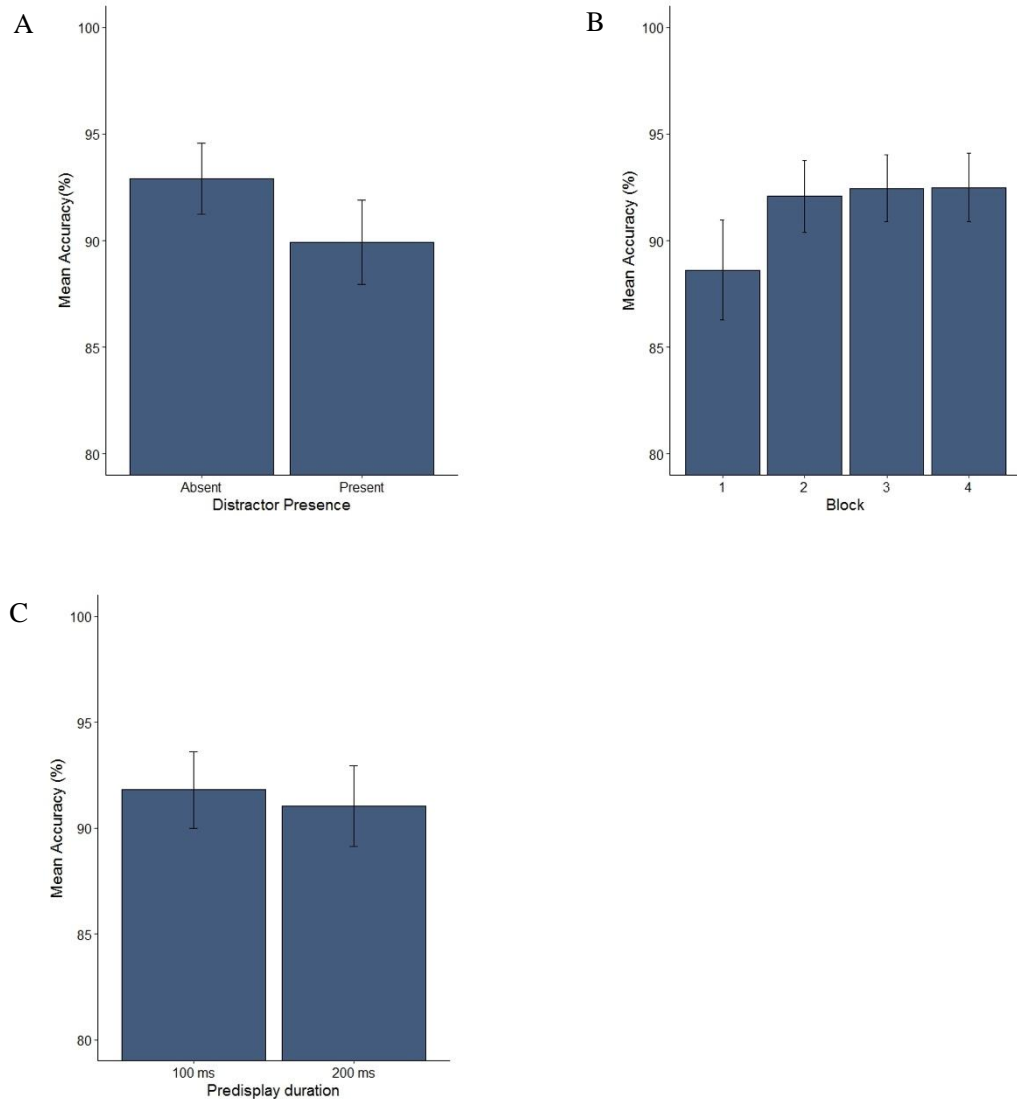 A
100
95
90
85
80
Mean Accuracy(%)
Absent Present
Distractor Presence
B
100
95
90
85
80
Mean Accuracy (%)
1 2 3 4
Block
C
100
95
90
85
80
Mean Accuracy (%)
100 ms 200 ms
Predisplay duration